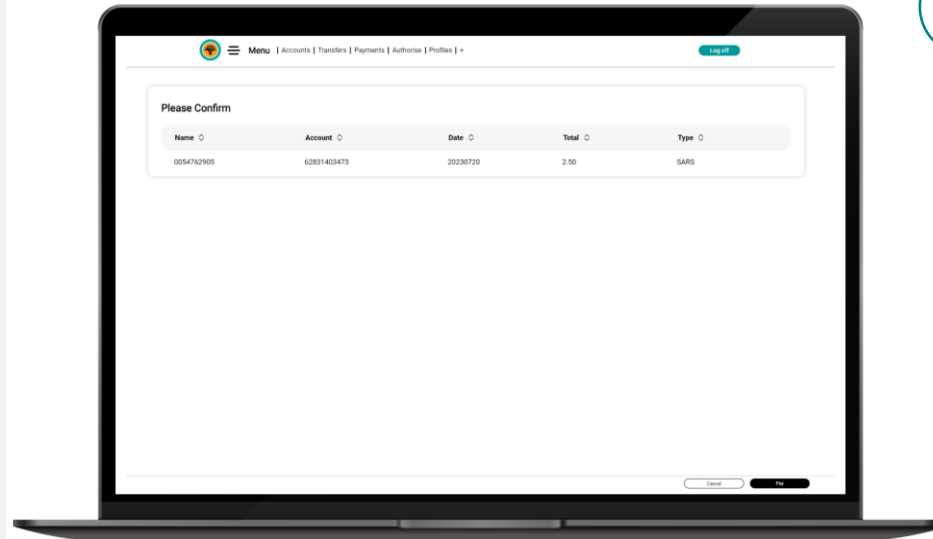 Menu | Accounts | Transfers | Payments | Authorise | Profiles | + Log off
Please Confirm
Name Account Date Total Type
0054762905 62831403473 20230720 2.50 SARS
Cancel Pay